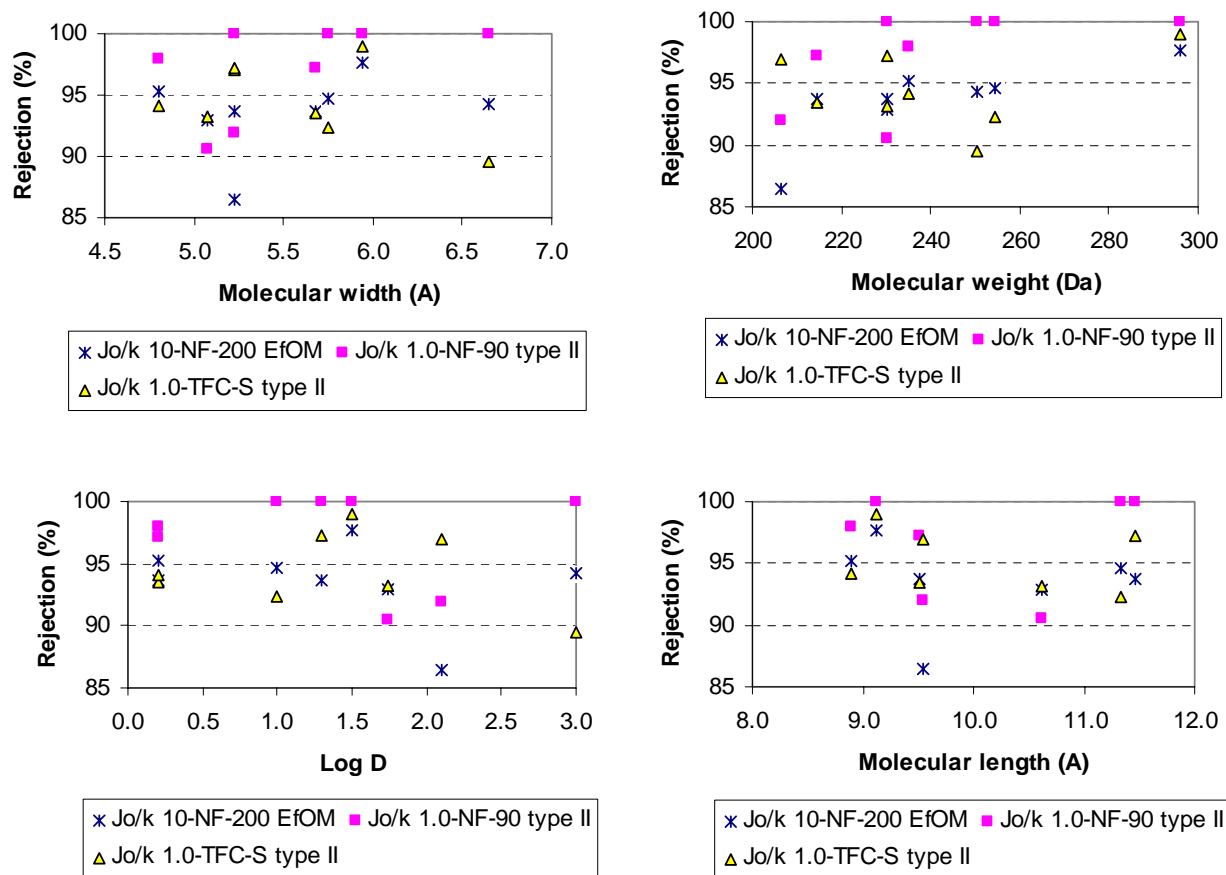 Rejection (%)
100
95
90
85
4.5 5.0 5.5 6.0 6.5 7.0
Molecular width (A)
Jo/k 10-NF-200 EfOM Jo/k 1.0-NF-90 type II
Jo/k 1.0-TFC-S type II
Rejection (%)
100
95
90
85
200 220 240 260 280 300
Molecular weight (Da)
Jo/k 10-NF-200 EfOM Jo/k 1.0-NF-90 type II
Jo/k 1.0-TFC-S type II
Rejection (%)
100
95
90
85
0.0 0.5 1.0 1.5 2.0 2.5 3.0
Log D
Jo/k 10-NF-200 EfOM Jo/k 1.0-NF-90 type II
Jo/k 1.0-TFC-S type II
Rejection (%)
100
95
90
85
8.0 9.0 10.0 11.0 12.0
Molecular length (A)
Jo/k 10-NF-200 EfOM Jo/k 1.0-NF-90 type II
Jo/k 1.0-TFC-S type II